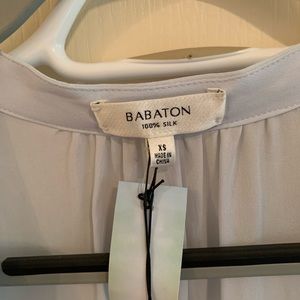 BABATON
100% SILK
XS
MADE IN
CHINA